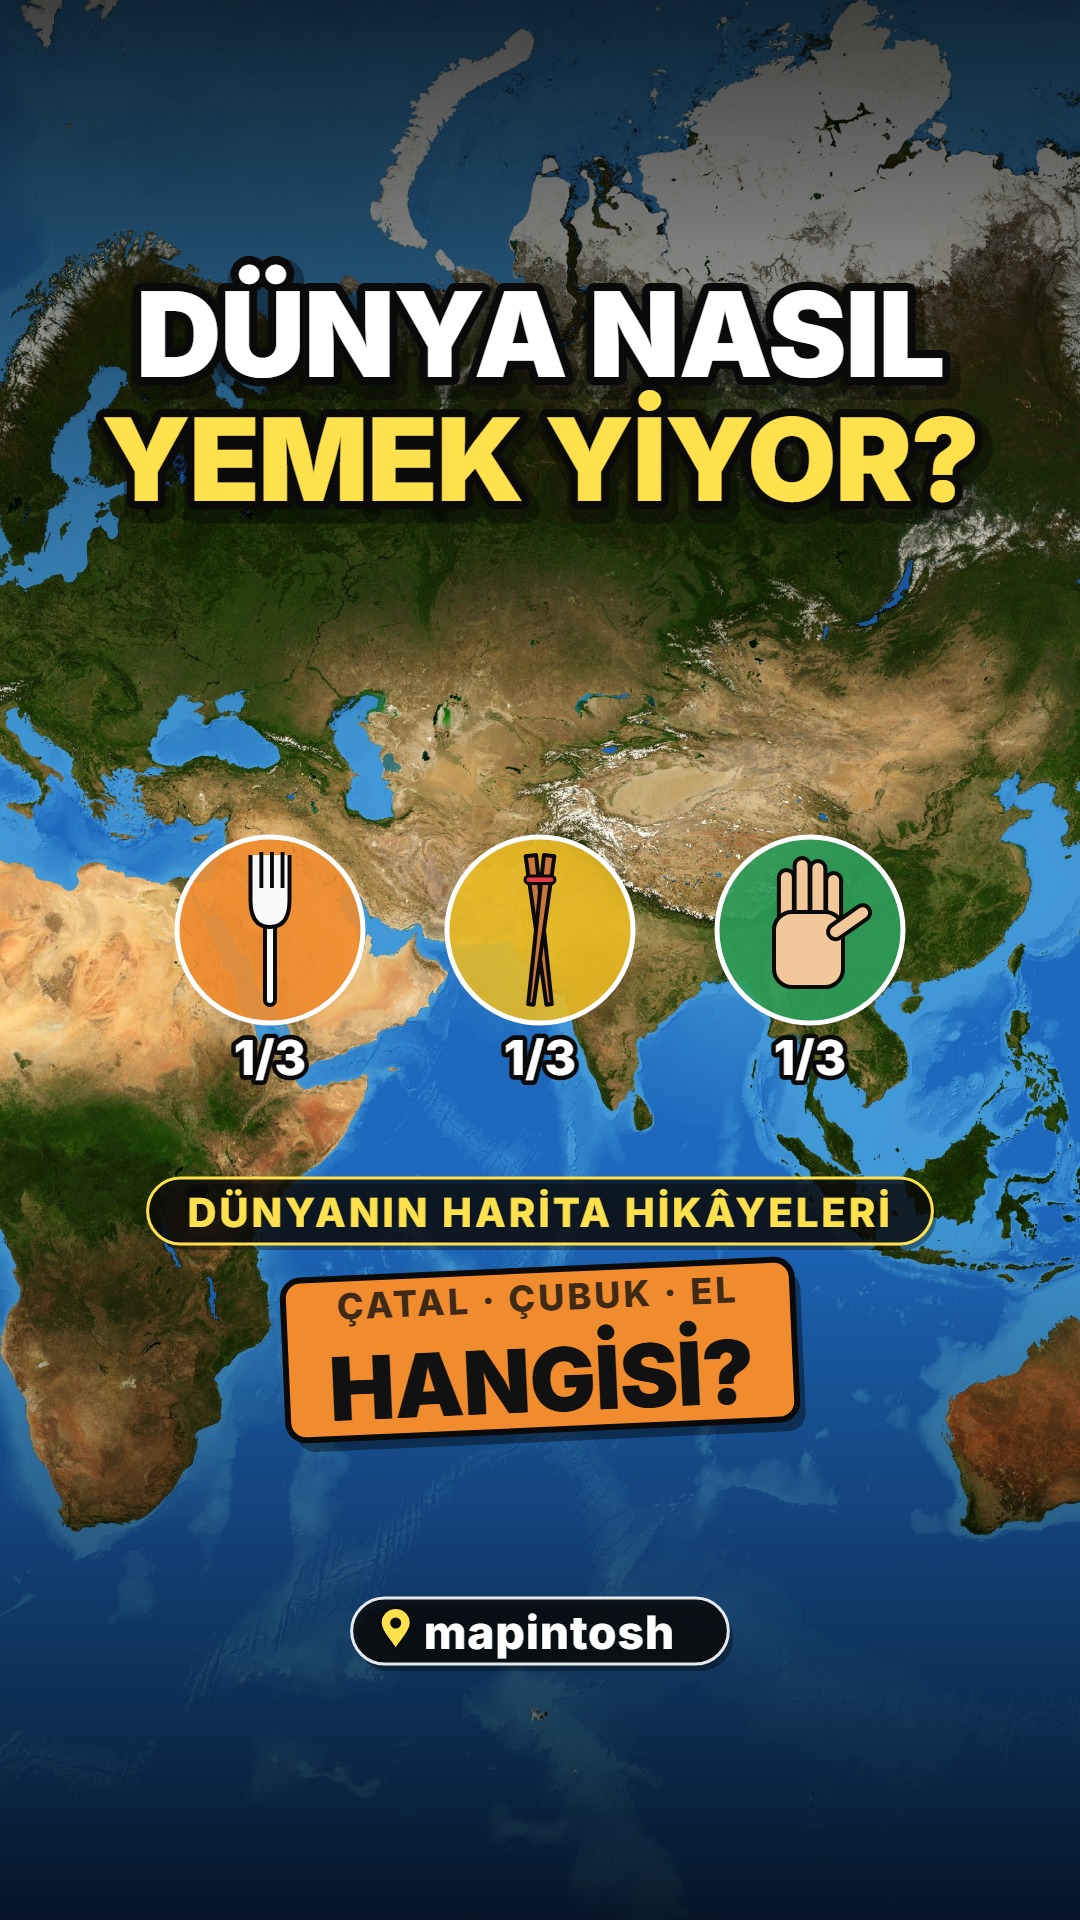 DÜNYA NASIL
YEMEK YİYOR?
1/3 1/3 1/3
DÜNYANIN HARİTA HİKÂYELERİ
ÇATAL · ÇUBUK · EL
HANGİSİ?
mapintosh